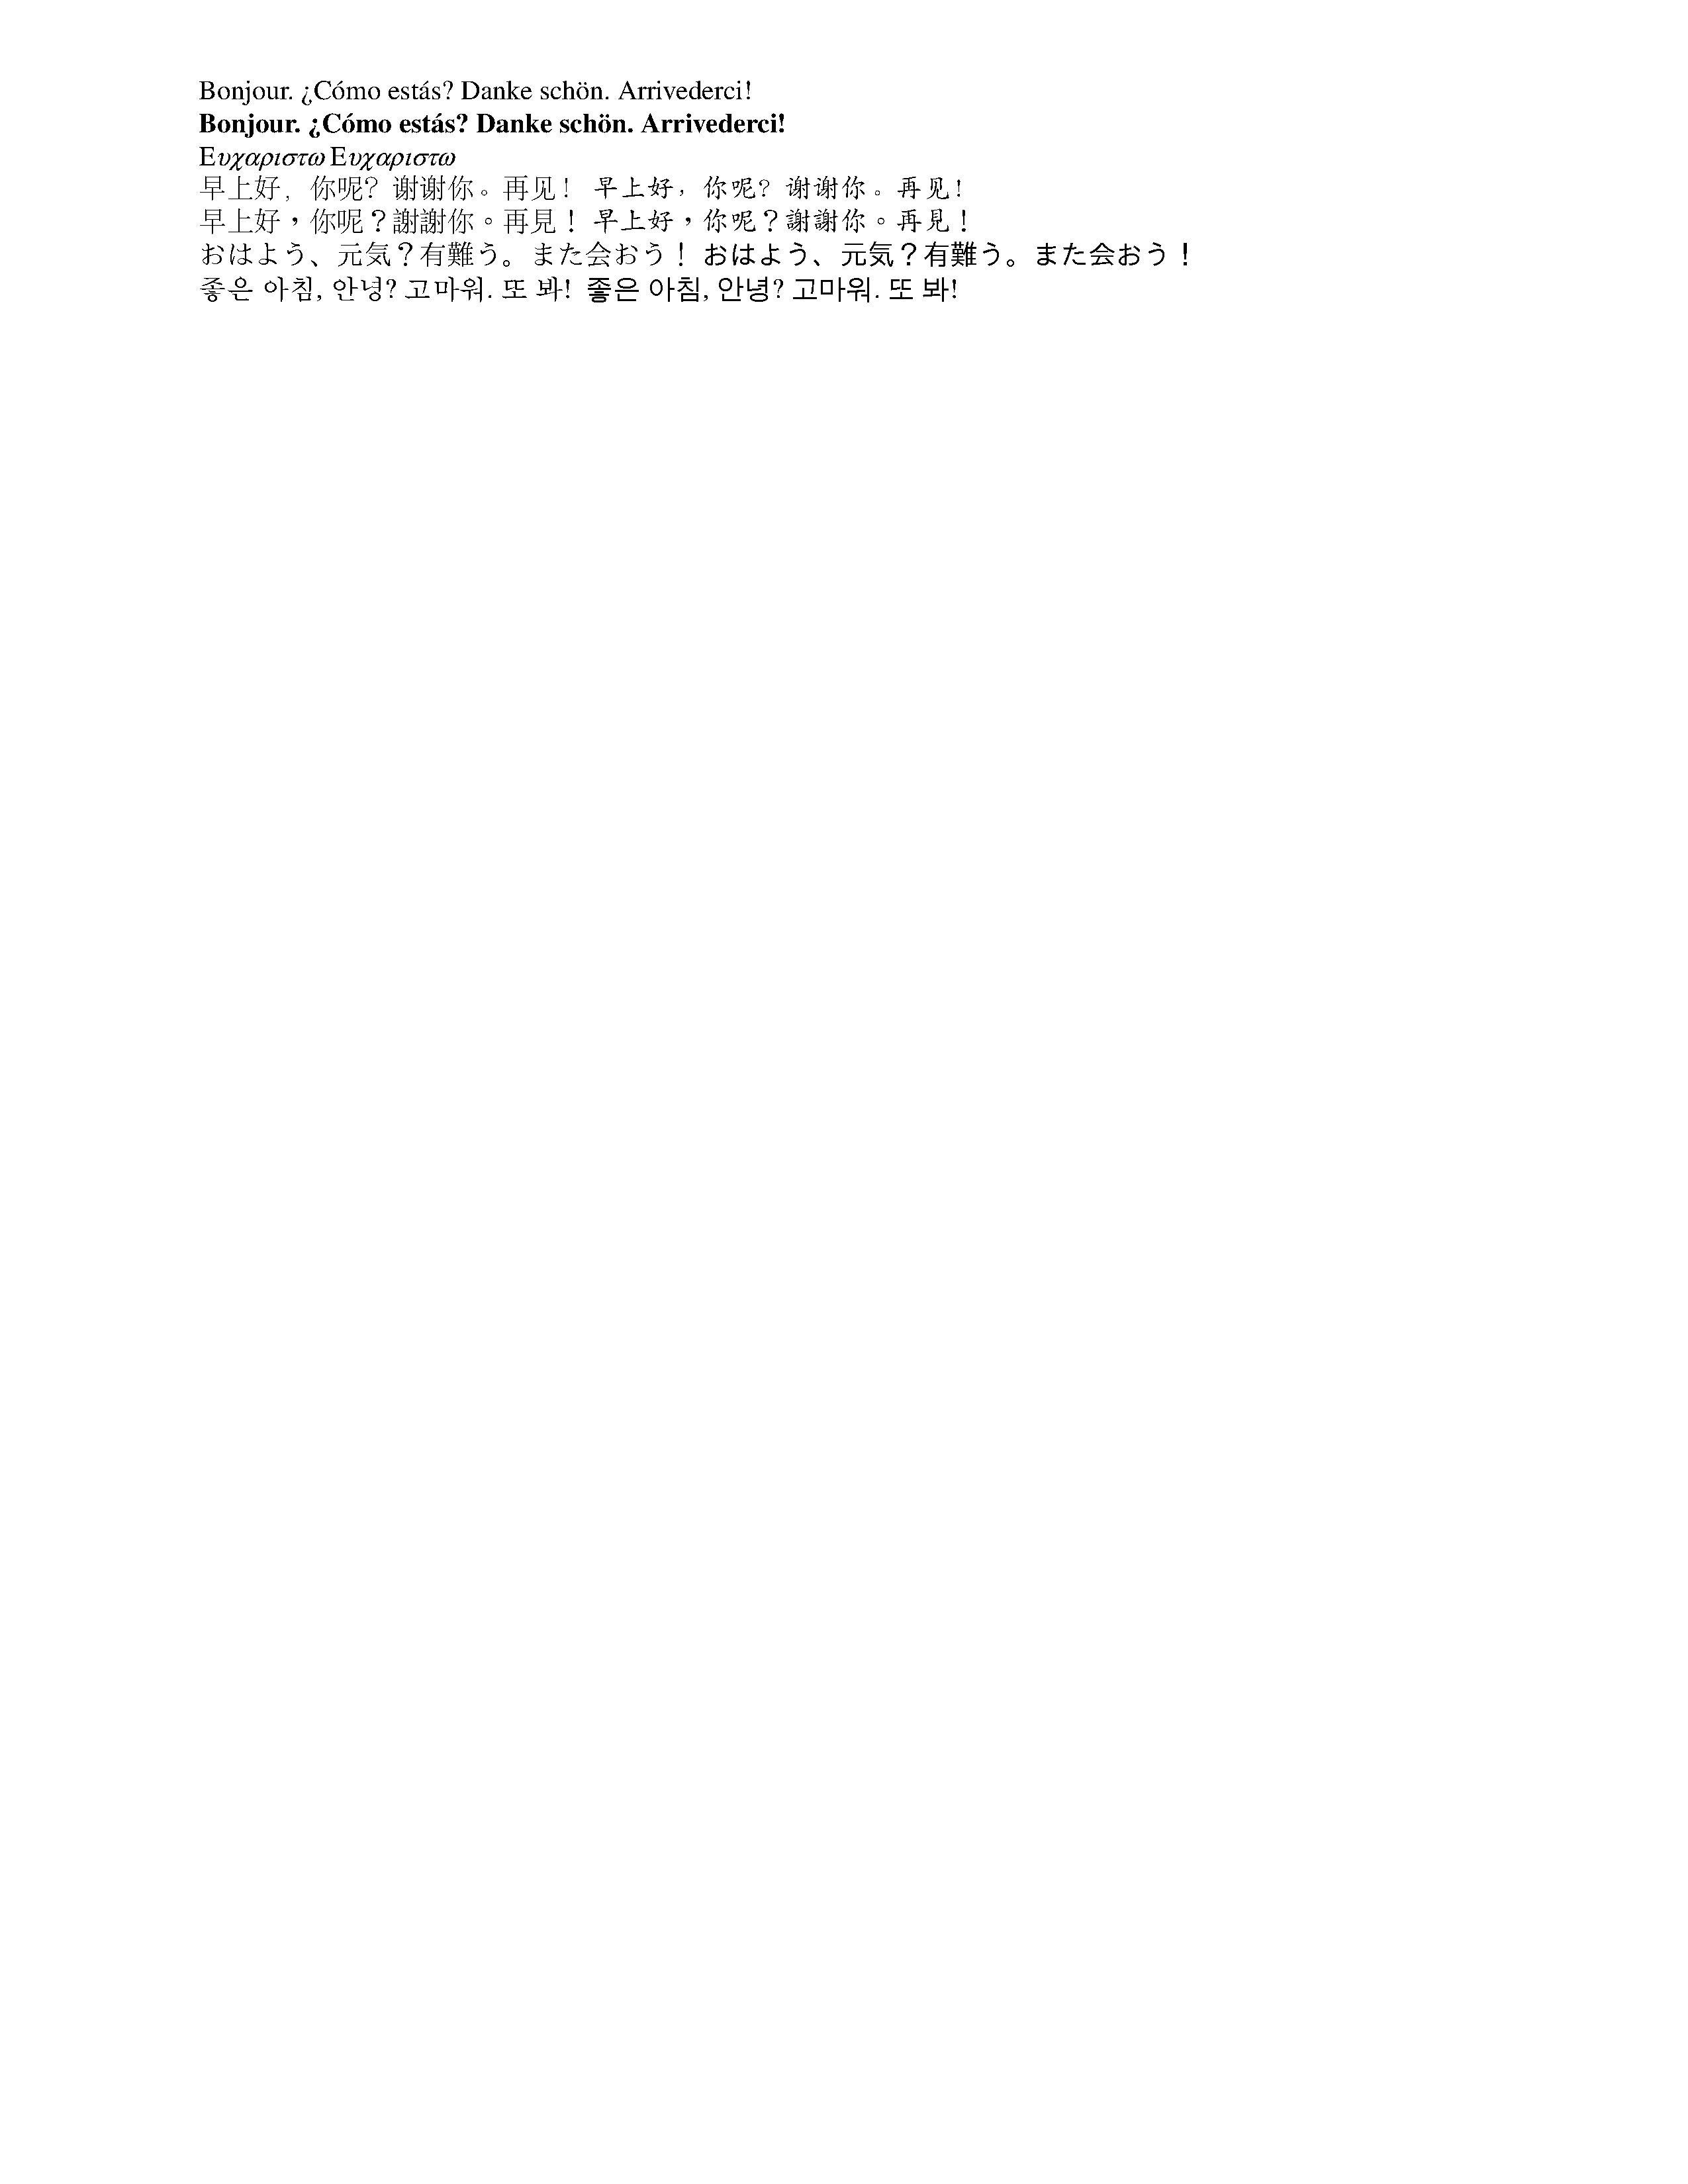 Bonjour. ¿Cómo estás? Danke schön. Arrivederci!
Bonjour. ¿Cómo estás? Danke schön. Arrivederci!
Ευχαριστω Ευχαριστω
早上好，你呢？谢谢你。再见！ 早上好，你呢？谢谢你。再见！
早上好，你呢？謝謝你。再見！ 早上好，你呢？謝謝你。再見！
おはよう、元気？有難う。また会おう！ おはよう、元気？有難う。また会おう！
좋은 아침, 안녕? 고마워. 또 봐! 좋은 아침, 안녕? 고마워. 또 봐!